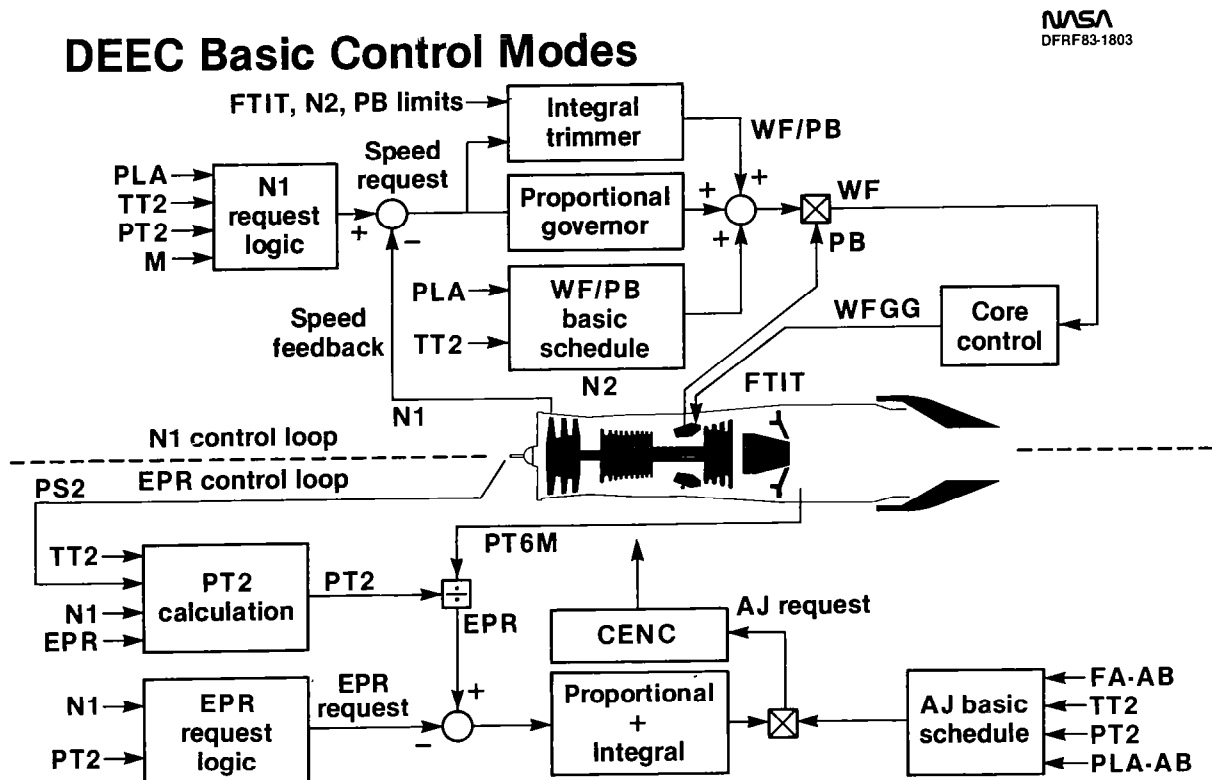 NASA
DFRF83-1803
DEEC Basic Control Modes
FTIT, N2, PB limits
Integral
trimmer
WF/PB
Speed
request
PLA
TT2
PT2
M
N1
request
logic
+
−
Proportional
governor
+
+
+
WF
PB
PLA
TT2
WF/PB
basic
schedule
WFGG
Core
control
Speed
feedback
N2
FTIT
N1
N1 control loop
EPR control loop
PS2
PT6M
TT2
N1
EPR
PT2
calculation
PT2
÷
EPR
AJ request
CENC
N1
PT2
EPR
request
logic
EPR
request
+
−
Proportional
+
Integral
AJ basic
schedule
FA-AB
TT2
PT2
PLA-AB